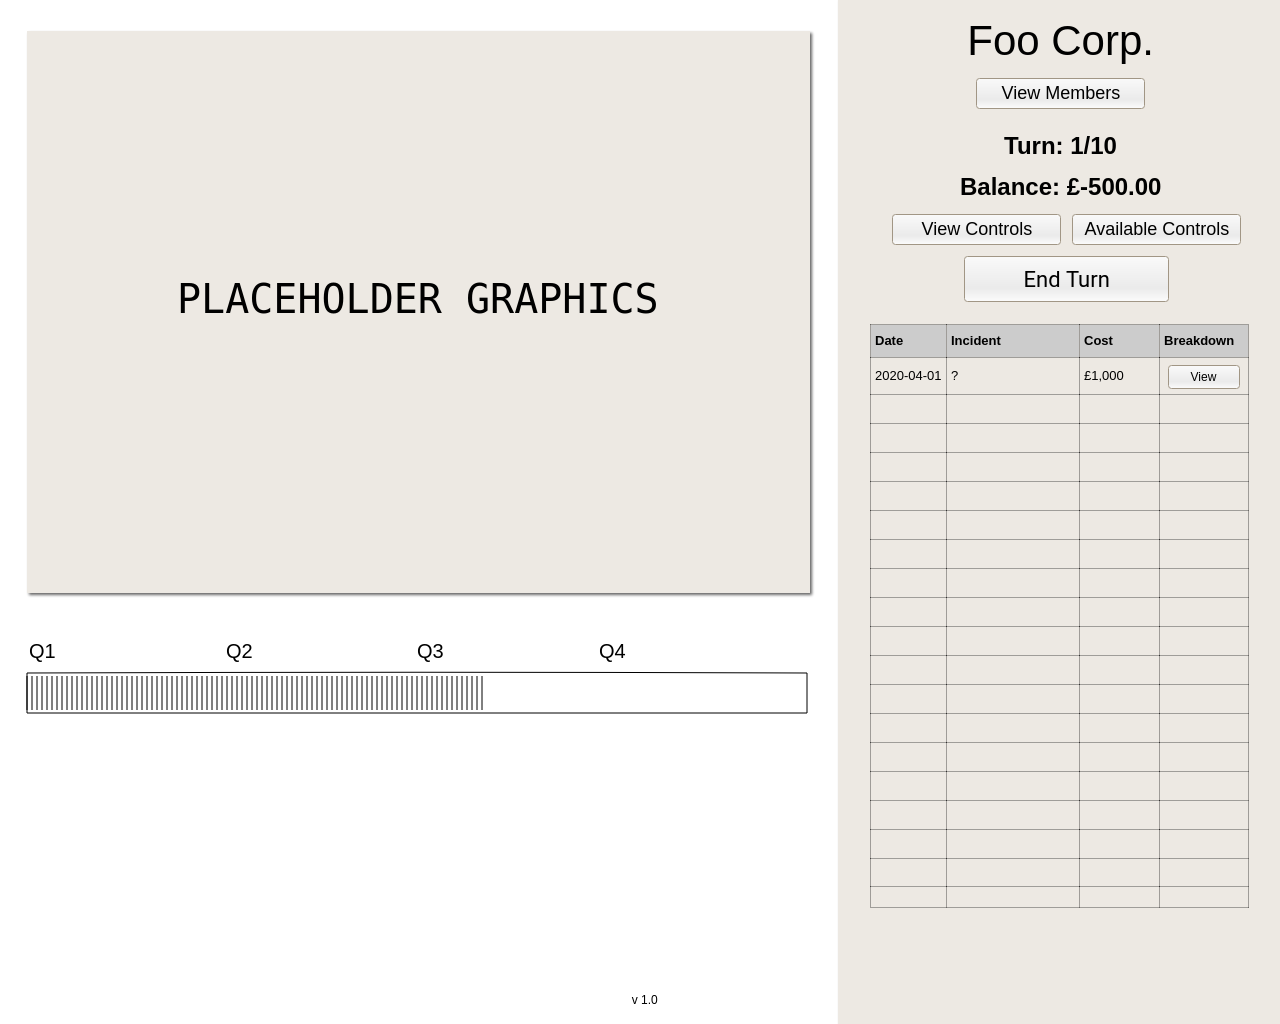 PLACEHOLDER GRAPHICS
Q1 Q2 Q3 Q4
v 1.0
Foo Corp.
View Members
Turn: 1/10
Balance: £-500.00
View Controls Available Controls
End Turn
Date Incident Cost Breakdown
2020-04-01 ? £1,000 View